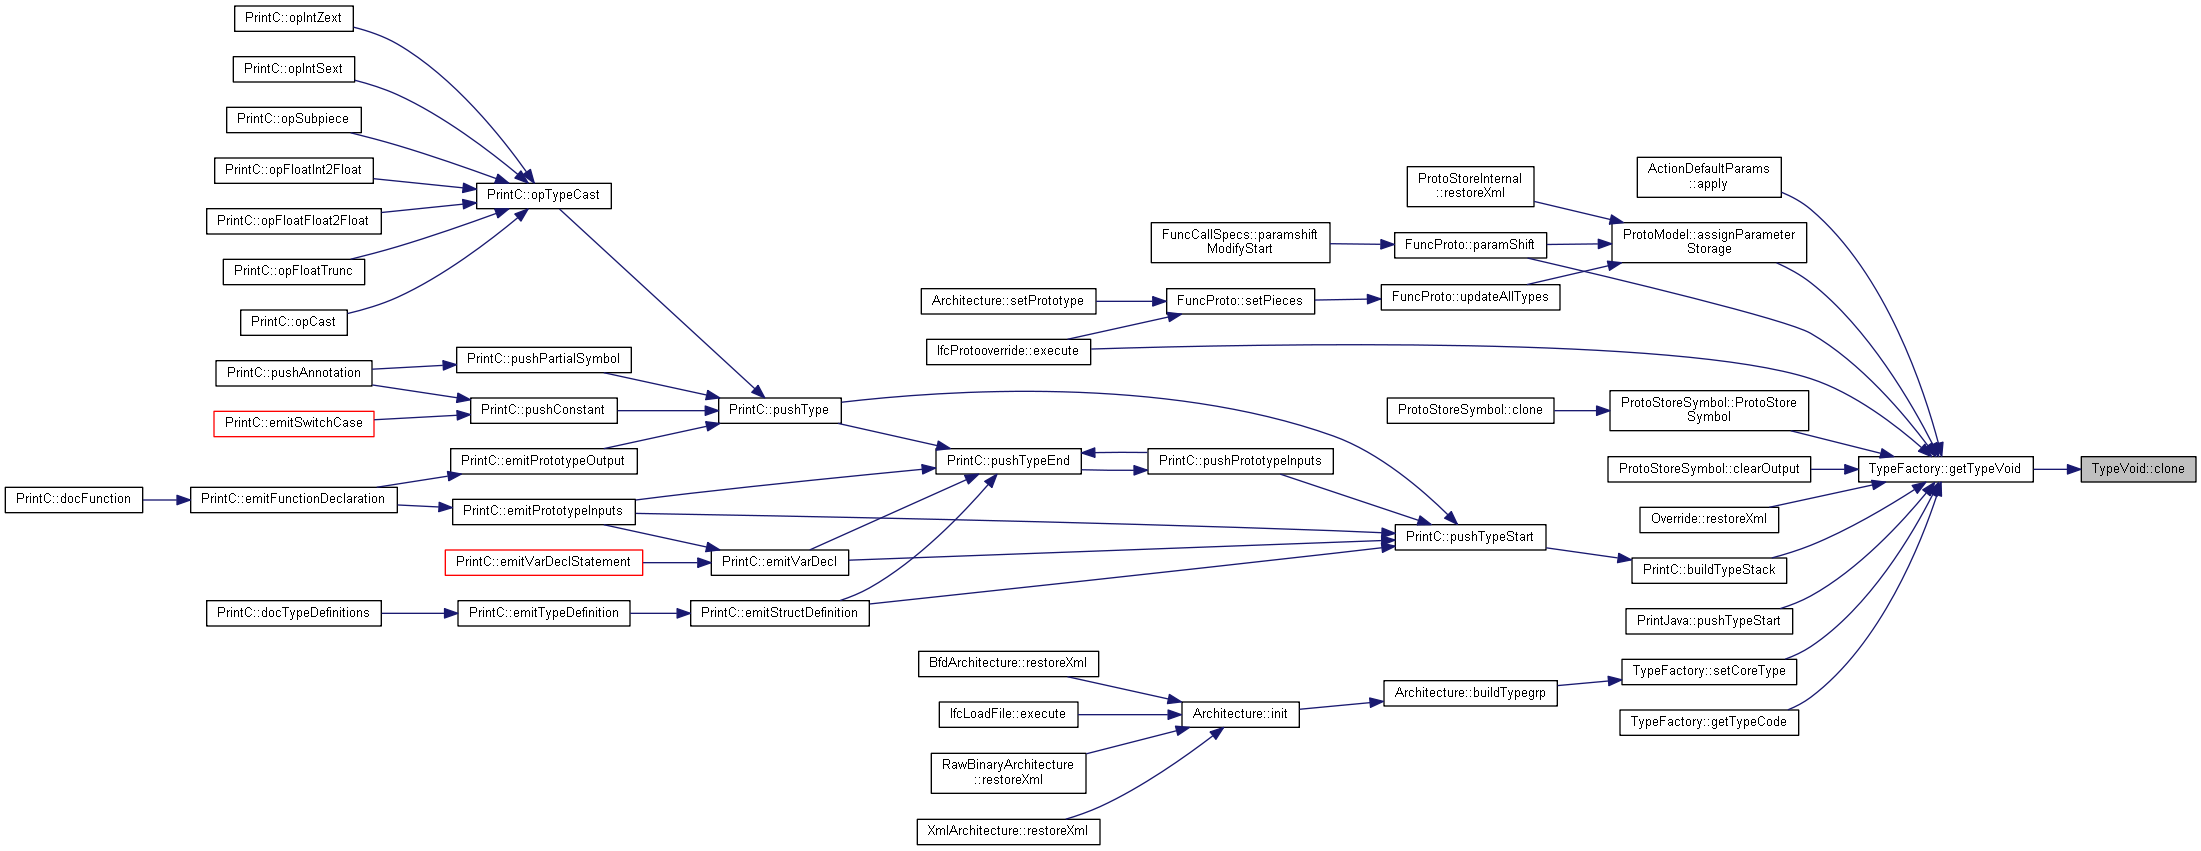 PrintC::opIntZext
PrintC::opIntSext
PrintC::opSubpiece
PrintC::opFloatInt2Float
PrintC::opFloatFloat2Float
PrintC::opFloatTrunc
PrintC::opCast
PrintC::opTypeCast
PrintC::pushAnnotation
PrintC::emitSwitchCase
PrintC::pushPartialSymbol
PrintC::pushConstant
PrintC::pushType
PrintC::emitPrototypeOutput
PrintC::docFunction
PrintC::emitFunctionDeclaration
PrintC::emitPrototypeInputs
PrintC::emitVarDeclStatement
PrintC::emitVarDecl
PrintC::docTypeDefinitions
PrintC::emitTypeDefinition
PrintC::emitStructDefinition
PrintC::pushTypeEnd
PrintC::pushPrototypeInputs
PrintC::pushTypeStart
ProtoStoreInternal
::restoreXml
FuncCallSpecs::paramshift
ModifyStart
FuncProto::paramShift
Architecture::setPrototype
FuncProto::setPieces
FuncProto::updateAllTypes
IfcProtooverride::execute
ActionDefaultParams
::apply
ProtoModel::assignParameter
Storage
ProtoStoreSymbol::clone
ProtoStoreSymbol::ProtoStore
Symbol
ProtoStoreSymbol::clearOutput
Override::restoreXml
PrintC::buildTypeStack
PrintJava::pushTypeStart
TypeFactory::setCoreType
TypeFactory::getTypeCode
TypeFactory::getTypeVoid
TypeVoid::clone
BfdArchitecture::restoreXml
IfcLoadFile::execute
RawBinaryArchitecture
::restoreXml
XmlArchitecture::restoreXml
Architecture::init
Architecture::buildTypegrp